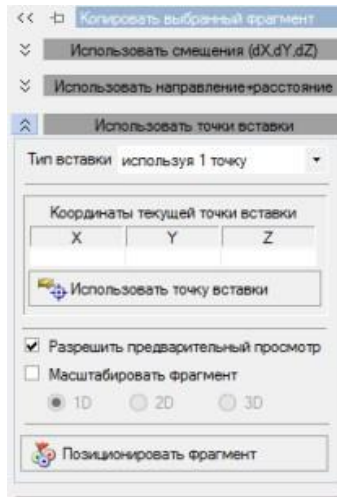 << Копировать выбранный фрагмент
Использовать смещения (dX,dY,dZ)
Использовать направление+расстояние
Использовать точки вставки
Тип вставки используя 1 точку
Координаты текущей точки вставки
X Y Z
Использовать точку вставки
Разрешить предварительный просмотр
Масштабировать фрагмент
1D 2D 3D
Позиционировать фрагмент